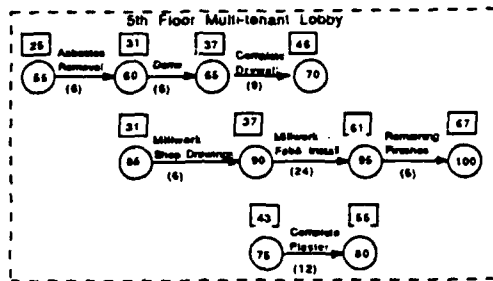 5th Floor Multi-tenant Lobby
25 31 37 46
Asbestos Removal Demo Complete Drywall
55 60 65 70
(6) (6) (9)
31 37 61 67
Millwork Shop Drawings Millwork Fab& Install Remaining Finishes
85 90 95 100
(6) (24) (6)
43 55
Complete Plaster
75 80
(12)